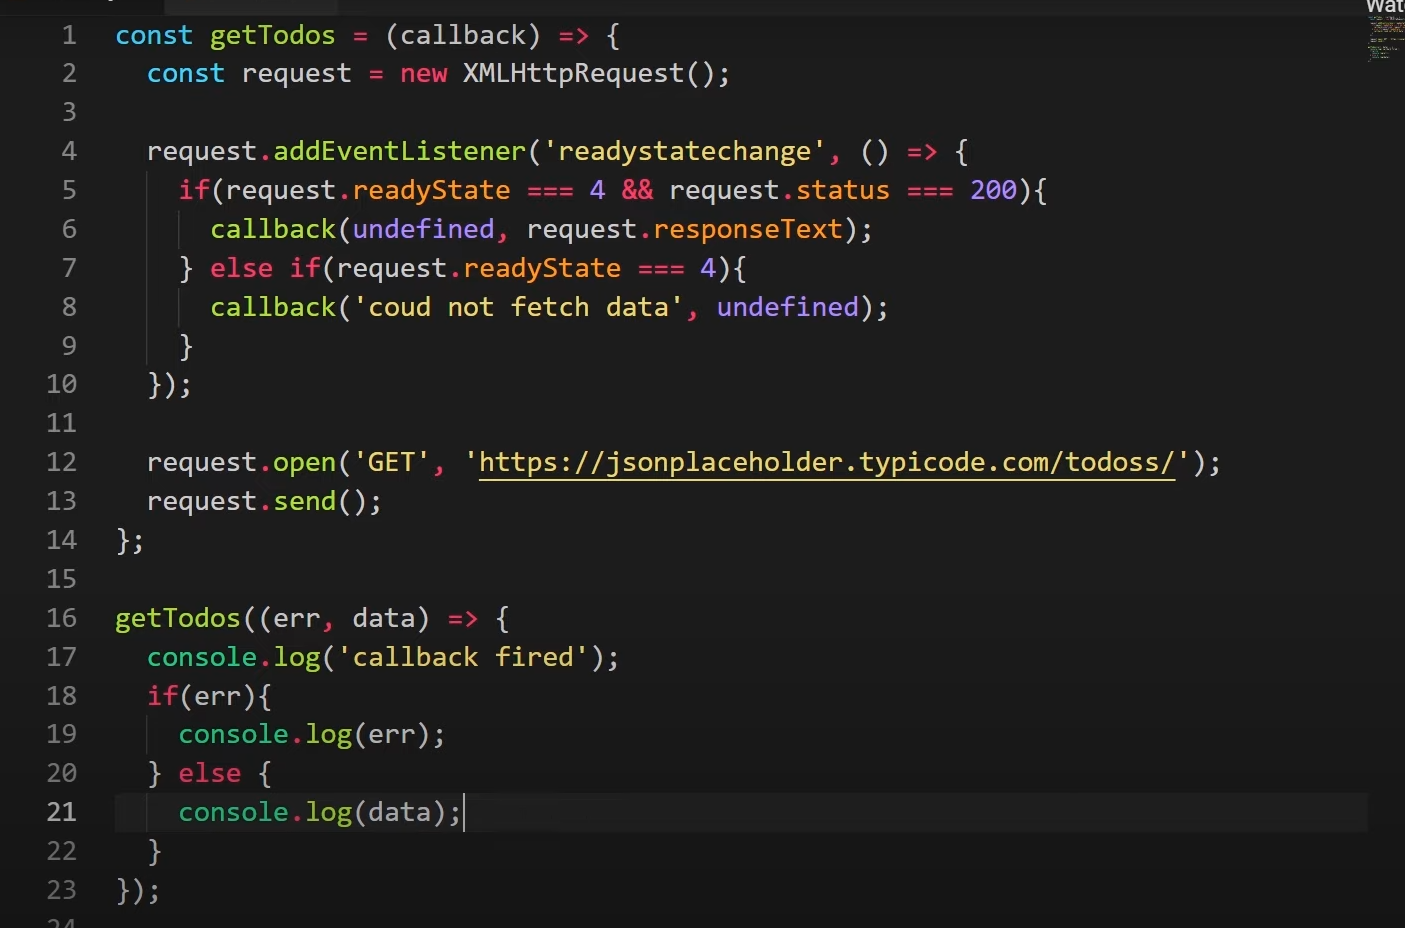 Wat
1 const getTodos = (callback) => {
2 const request = new XMLHttpRequest();
3
4 request.addEventListener('readystatechange', () => {
5 if(request.readyState === 4 && request.status === 200){
6 callback(undefined, request.responseText);
7 } else if(request.readyState === 4){
8 callback('coud not fetch data', undefined);
9 }
10 });
11
12 request.open('GET', 'https://jsonplaceholder.typicode.com/todoss/');
13 request.send();
14 };
15
16 getTodos((err, data) => {
17 console.log('callback fired');
18 if(err){
19 console.log(err);
20 } else {
21 console.log(data);
22 }
23 });
24